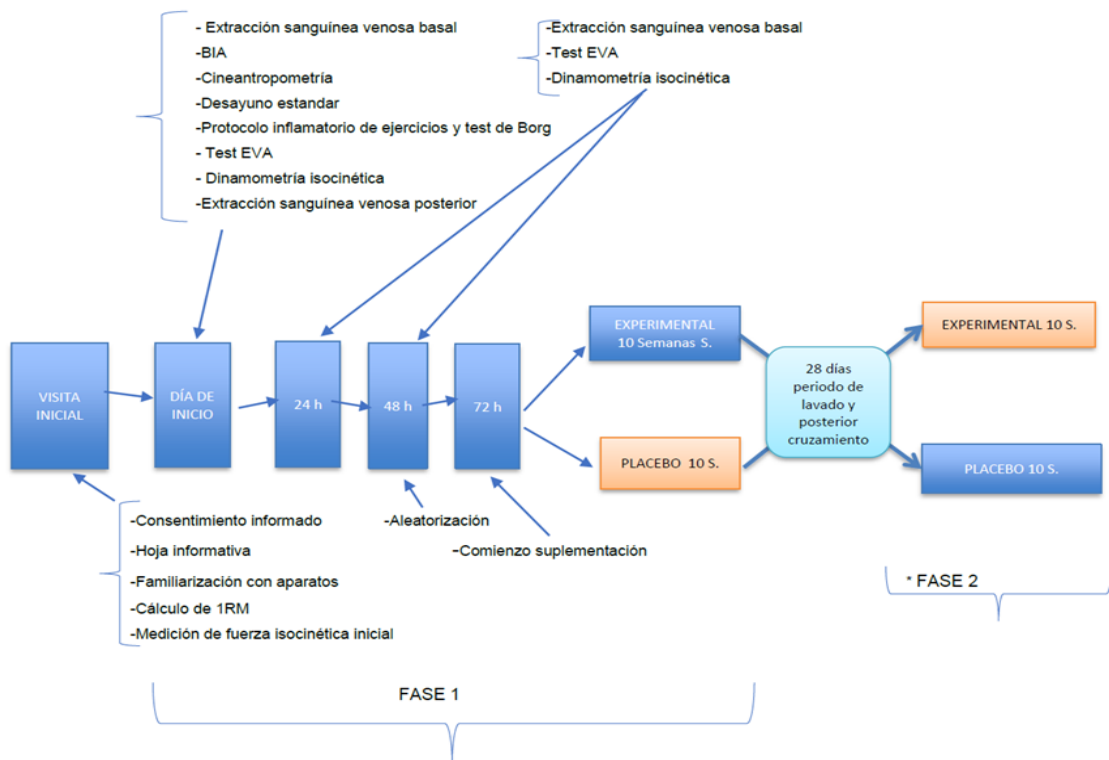 - Extracción sanguínea venosa basal
-BIA
-Cineantropometría
-Desayuno estandar
-Protocolo inflamatorio de ejercicios y test de Borg
- Test EVA
- Dinamometría isocinética
-Extracción sanguínea venosa posterior
-Extracción sanguínea venosa basal
-Test EVA
-Dinamometría isocinética
VISITA
INICIAL
DÍA DE
INICIO
24 h
48 h
72 h
EXPERIMENTAL
10 Semanas S.
PLACEBO 10 S.
28 días
periodo de
lavado y
posterior
cruzamiento
EXPERIMENTAL 10 S.
PLACEBO 10 S.
-Consentimiento informado
-Hoja informativa
-Familiarización con aparatos
-Cálculo de 1RM
-Medición de fuerza isocinética inicial
-Aleatorización
-Comienzo suplementación
* FASE 2
FASE 1